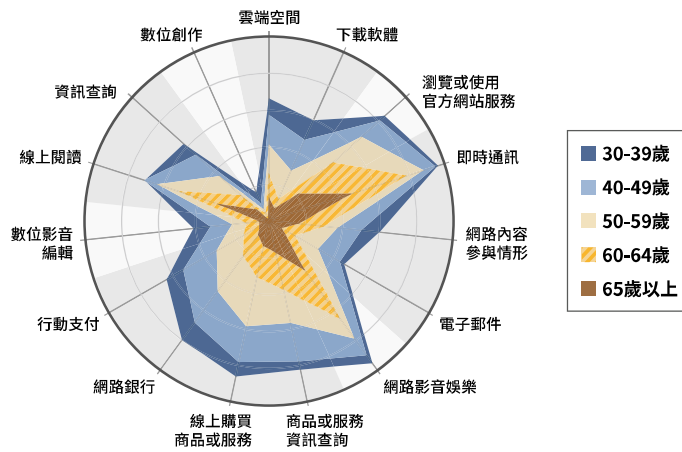 雲端空間
下載軟體
瀏覽或使用
官方網站服務
即時通訊
網路內容
參與情形
電子郵件
網路影音娛樂
商品或服務
資訊查詢
線上購買
商品或服務
網路銀行
行動支付
數位影音
編輯
線上閱讀
資訊查詢
數位創作
30-39歲
40-49歲
50-59歲
60-64歲
65歲以上